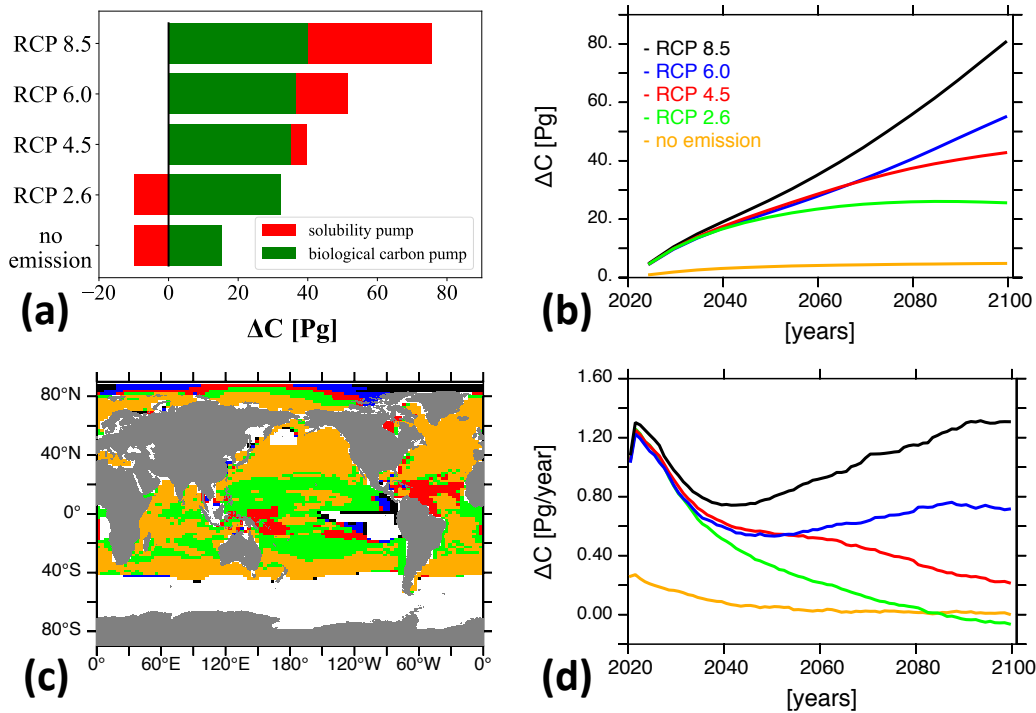 RCP 8.5
RCP 6.0
RCP 4.5
RCP 2.6
no
emission
solubility pump
biological carbon pump
−20 0 20 40 60 80
ΔC [Pg]
(a)
80.
60.
40.
20.
0.
ΔC [Pg]
- RCP 8.5
- RCP 6.0
- RCP 4.5
- RCP 2.6
- no emission
2020 2040 2060 2080 2100
[years]
(b)
80°N
40°N
0°
40°S
80°S
0° 60°E 120°E 180° 120°W 60°W 0°
(c)
1.60
1.20
0.80
0.40
0.00
ΔC [Pg/year]
2020 2040 2060 2080 2100
[years]
(d)